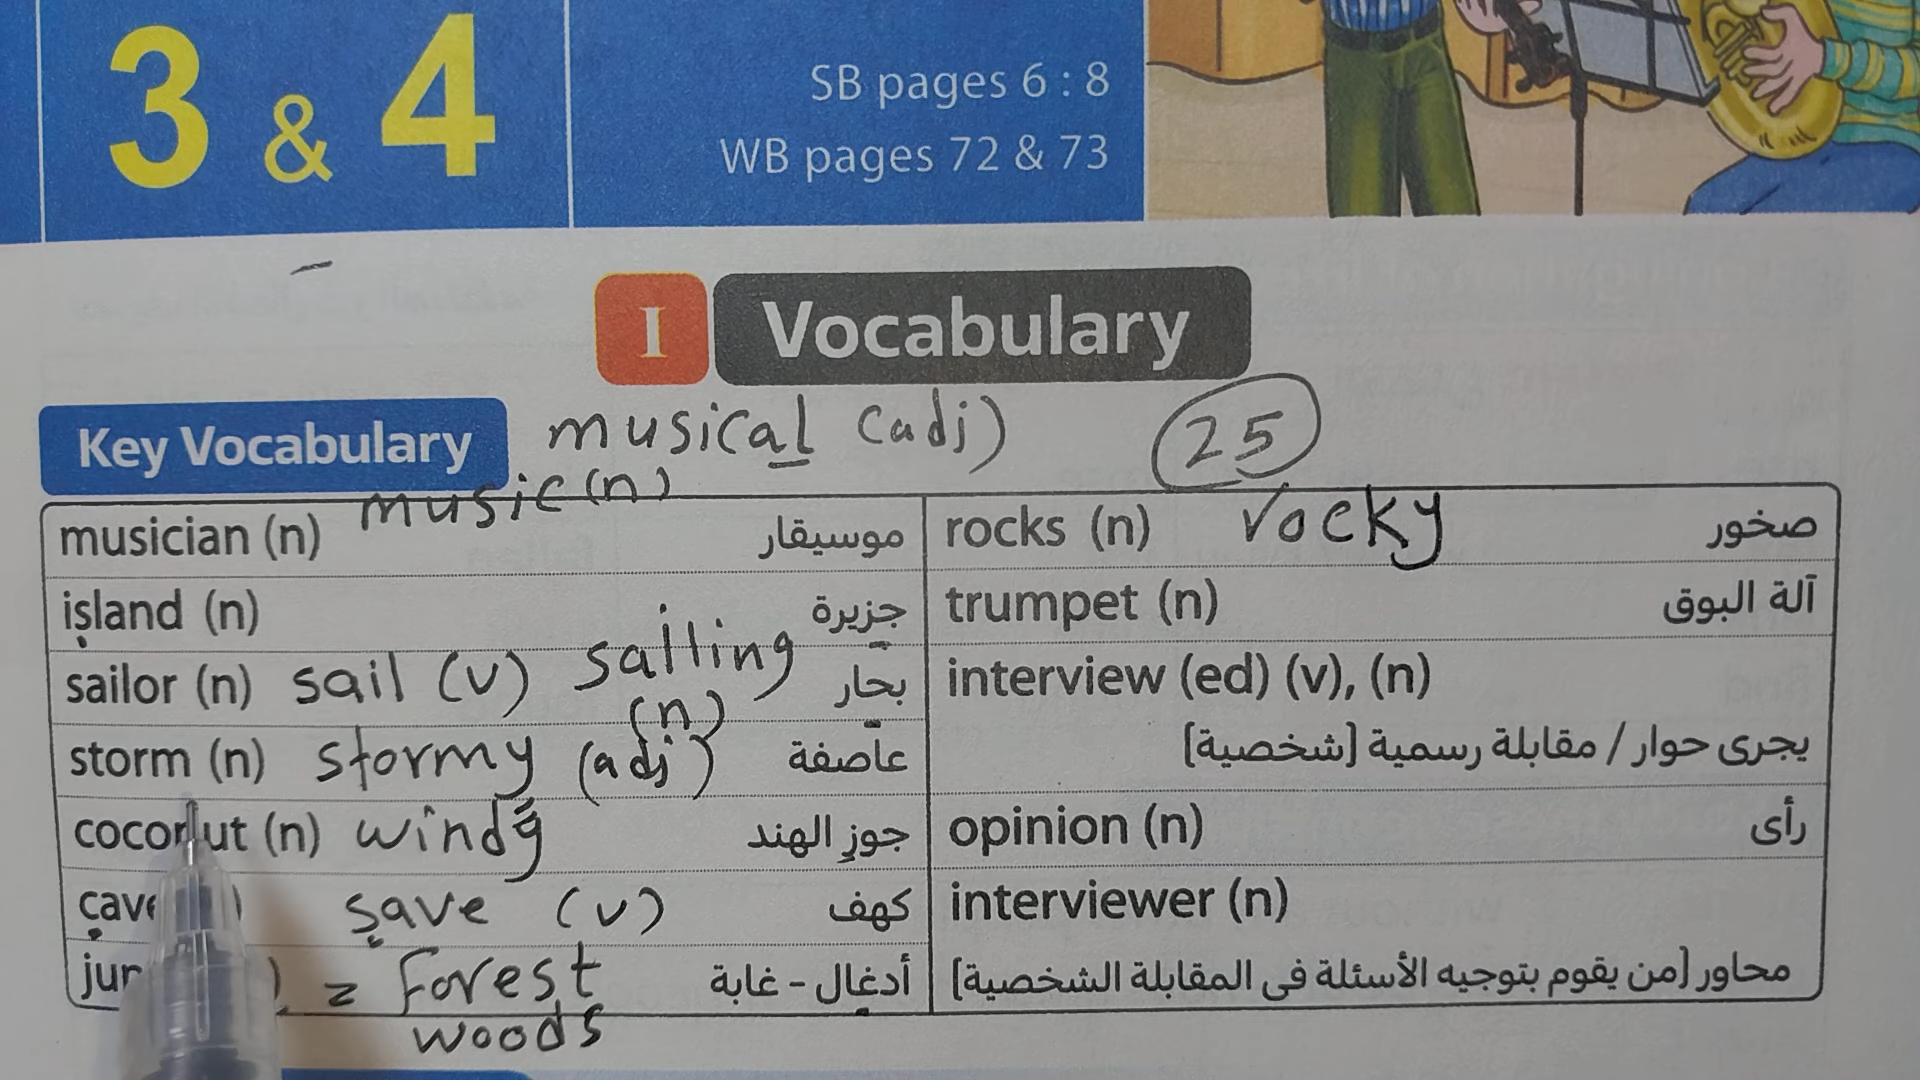 3 & 4
SB pages 6 : 8
WB pages 72 & 73
I Vocabulary
Key Vocabulary musical (adj) 25
music (n)
musician (n) موسيقار
island (n) جزيرة
sailor (n) sail (v) sailing (n) بحار
storm (n) stormy (adj) عاصفة
coconut (n) windy جوز الهند
save (v) كهف
= Forest أدغال - غابة
woods
rocks (n) rocky صخور
trumpet (n) آلة البوق
interview (ed) (v), (n)
يجرى حوار / مقابلة رسمية [شخصية]
opinion (n) رأى
interviewer (n)
محاور [من يقوم بتوجيه الأسئلة فى المقابلة الشخصية]